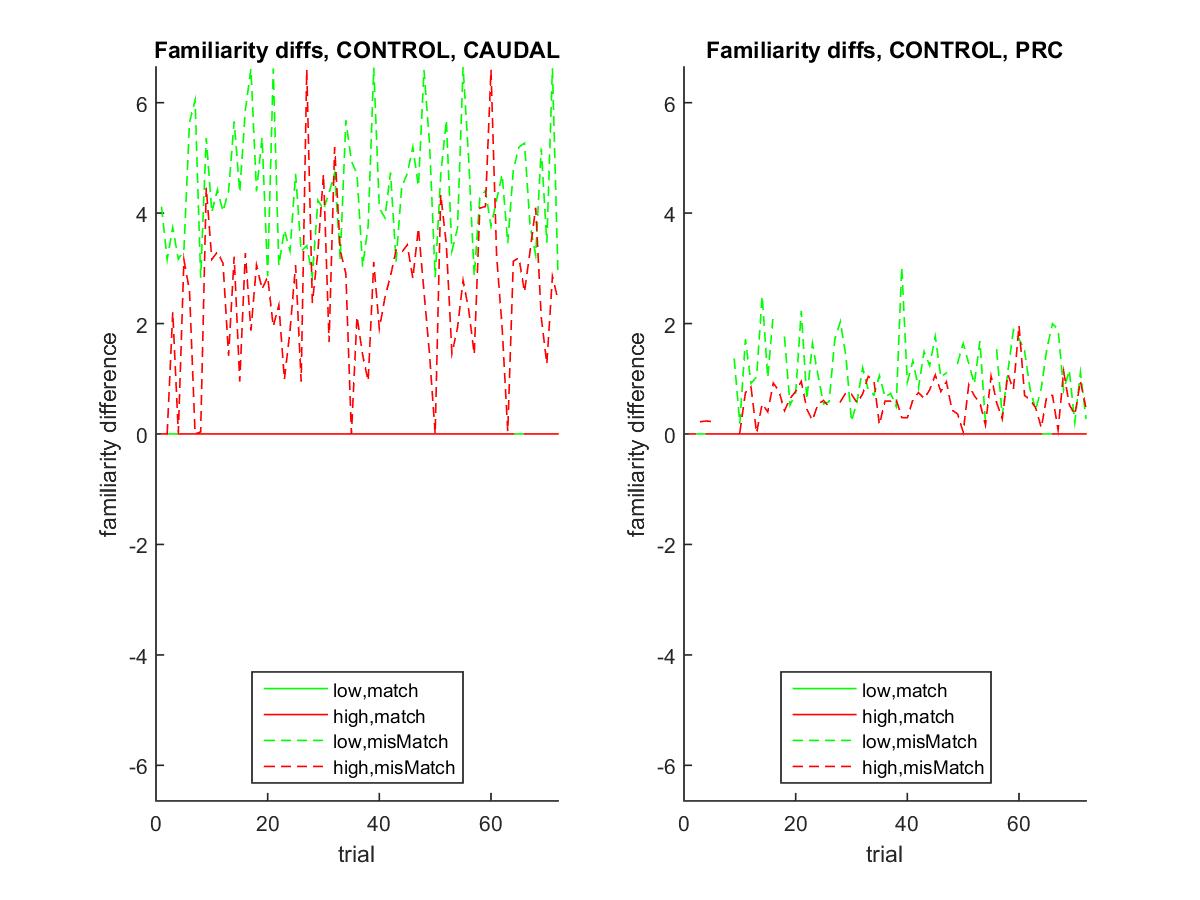 Familiarity diffs, CONTROL, CAUDAL
6
4
2
0
-2
-4
-6
familiarity difference
low,match
high,match
low,misMatch
high,misMatch
0
20
40
60
trial
Familiarity diffs, CONTROL, PRC
6
4
2
0
-2
-4
-6
familiarity difference
low,match
high,match
low,misMatch
high,misMatch
0
20
40
60
trial